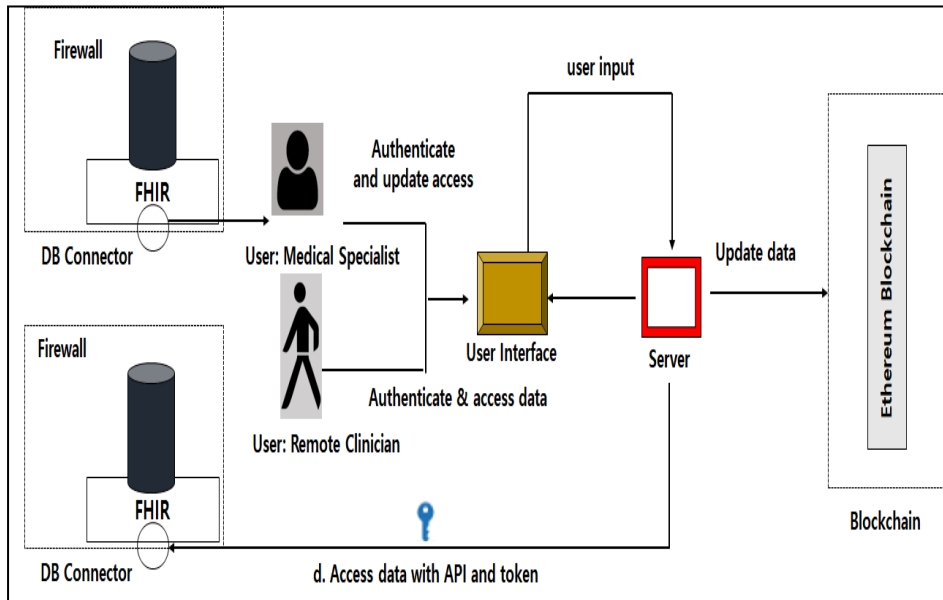 Firewall
FHIR
DB Connector
Authenticate
and update access
User: Medical Specialist
user input
User Interface
Server
Update data
Ethereum Blockchain
Blockchain
Firewall
FHIR
DB Connector
User: Remote Clinician
Authenticate & access data
d. Access data with API and token